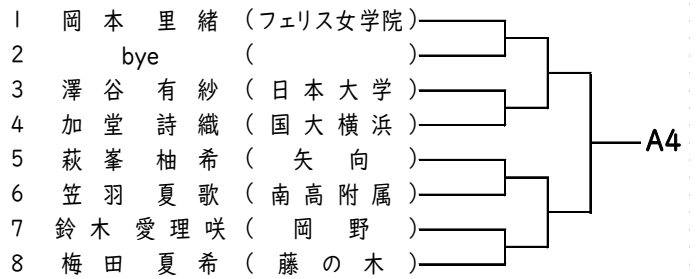 1 岡本 里緒 (フェリス女学院)
2 bye ( )
3 澤谷 有紗 (日本大学)
4 加堂 詩織 (国大横浜)
A4
5 萩峯 柚希 (矢向)
6 笠羽 夏歌 (南高附属)
7 鈴木 愛理咲 (岡野)
8 梅田 夏希 (藤の木)